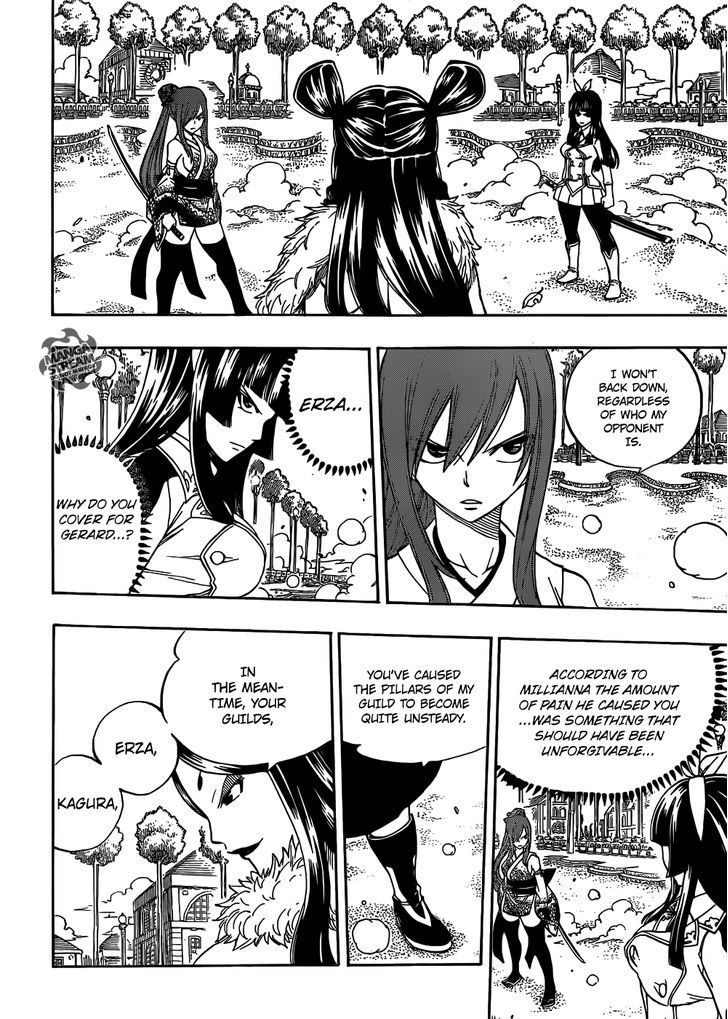 MANGA
STREAM
I WON'T
BACK DOWN,
REGARDLESS
OF WHO MY
OPPONENT
IS.
ERZA...
WHY DO YOU
COVER FOR
GERARD...?
ACCORDING TO
MILLIANNA THE AMOUNT
OF PAIN HE CAUSED YOU
...WAS SOMETHING THAT
SHOULD HAVE BEEN
UNFORGIVABLE...
YOU'VE CAUSED
THE PILLARS OF MY
GUILD TO BECOME
QUITE UNSTEADY.
IN
THE MEAN-
TIME, YOUR
GUILDS,
ERZA,
KAGURA,